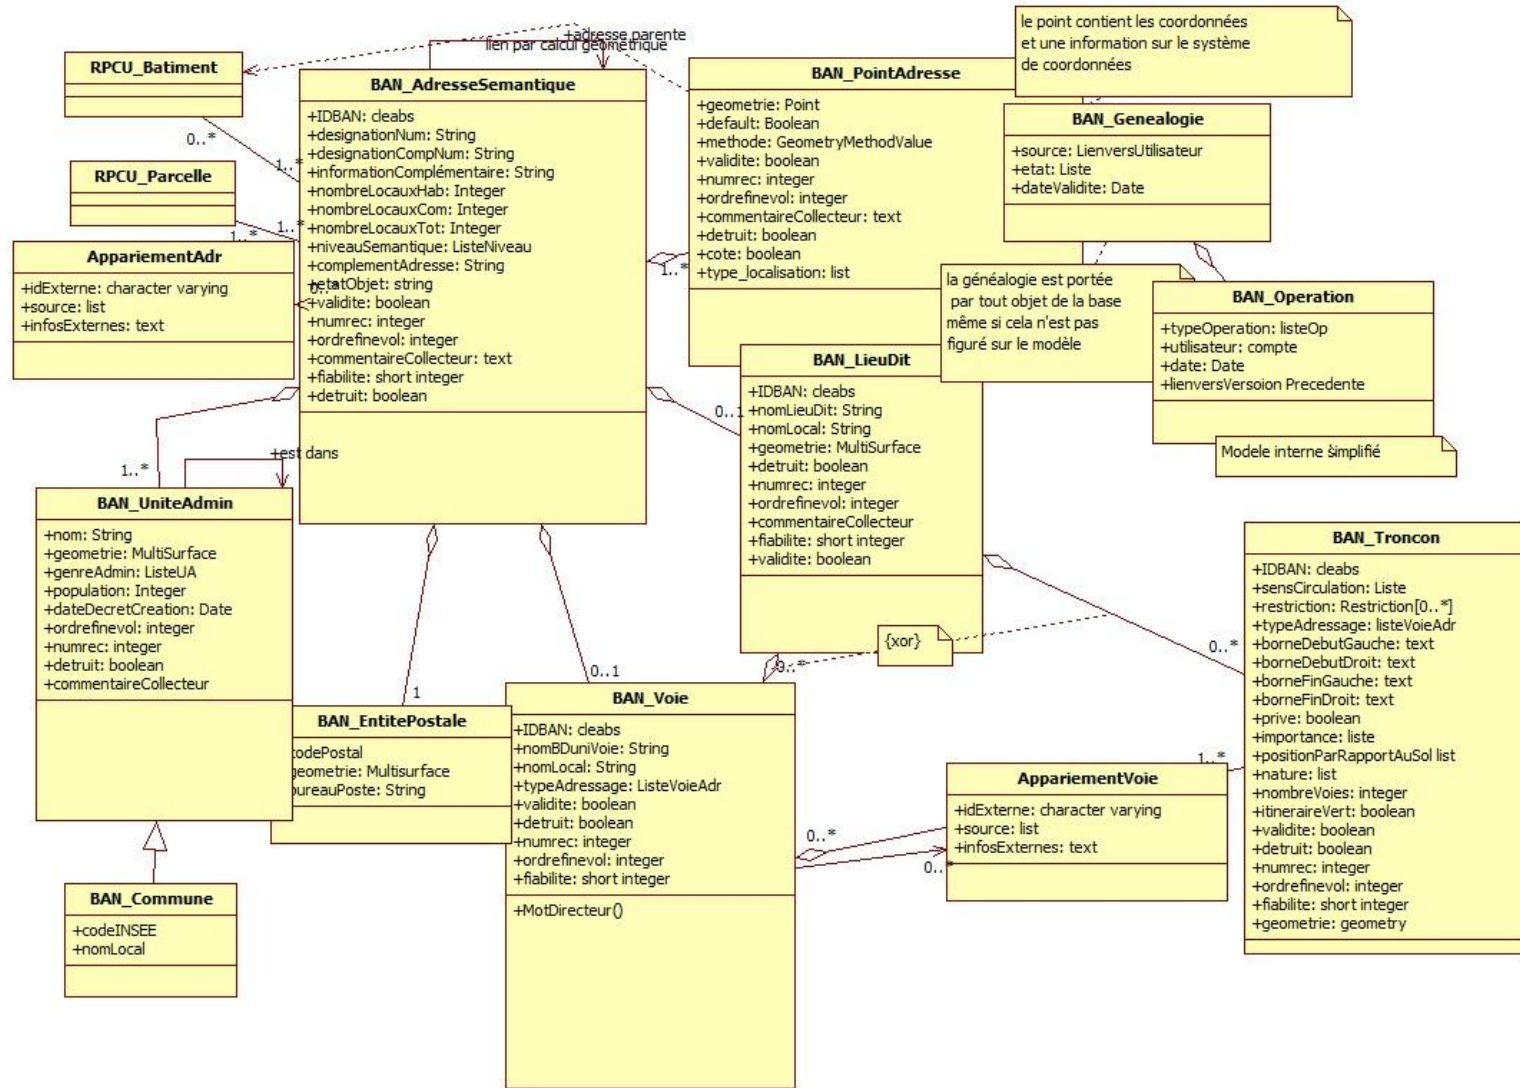 le point contient les coordonnées
et une information sur le système
de coordonnées
+adresse parente
lien par calcul géométrique
RPCU_Batiment
0..*
1..*
RPCU_Parcelle
1..*
1..*
BAN_AdresseSemantique
+IDBAN: cleabs
+designationNum: String
+designationCompNum: String
+informationComplémentaire: String
+nombreLocauxHab: Integer
+nombreLocauxCom: Integer
+nombreLocauxTot: Integer
+niveauSemantique: ListeNiveau
+complementAdresse: String
+etatObjet: string
+validite: boolean
+numrec: integer
+ordrefinevol: integer
+commentaireCollecteur: text
+fiabilite: short integer
+detruit: boolean
BAN_PointAdresse
+geometrie: Point
+default: Boolean
+methode: GeometryMethodValue
+validite: boolean
+numrec: integer
+ordrefinevol: integer
+commentaireCollecteur: text
+detruit: boolean
+cote: boolean
+type_localisation: list
1..*
BAN_Genealogie
+source: LienversUtilisateur
+etat: Liste
+dateValidite: Date
AppariementAdr
+idExterne: character varying
+source: list
+infosExternes: text
0..*
la généalogie est portée
par tout objet de la base
même si cela n'est pas
figuré sur le modèle
BAN_Operation
+typeOperation: listeOp
+utilisateur: compte
+date: Date
+lienversVersoion Precedente
Modele interne simplifié
BAN_LieuDit
+IDBAN: cleabs
+nomLieuDit: String
+nomLocal: String
+geometrie: MultiSurface
+detruit: boolean
+numrec: integer
+ordrefinevol: integer
+commentaireCollecteur
+fiabilite: short integer
+validite: boolean
0..1
1..*
+est dans
BAN_UniteAdmin
+nom: String
+geometrie: MultiSurface
+genreAdmin: ListeUA
+population: Integer
+dateDecretCreation: Date
+ordrefinevol: integer
+numrec: integer
+detruit: boolean
+commentaireCollecteur
BAN_Troncon
+IDBAN: cleabs
+sensCirculation: Liste
+restriction: Restriction[0..*]
+typeAdressage: listeVoieAdr
+borneDebutGauche: text
+borneDebutDroit: text
+borneFinGauche: text
+borneFinDroit: text
+prive: boolean
+importance: liste
+positionParRapportAuSol list
+nature: list
+nombreVoies: integer
+itineraireVert: boolean
+validite: boolean
+detruit: boolean
+numrec: integer
+ordrefinevol: integer
+fiabilite: short integer
+geometrie: geometry
0..*
1..*
{xor}
0..*
0..1
1
BAN_EntitePostale
codePostal
geometrie: Multisurface
bureauPoste: String
BAN_Voie
+IDBAN: cleabs
+nomBDuniVoie: String
+nomLocal: String
+typeAdressage: ListeVoieAdr
+validite: boolean
+detruit: boolean
+numrec: integer
+ordrefinevol: integer
+fiabilite: short integer
+MotDirecteur()
AppariementVoie
+idExterne: character varying
+source: list
+infosExternes: text
0..*
0..*
BAN_Commune
+codeINSEE
+nomLocal